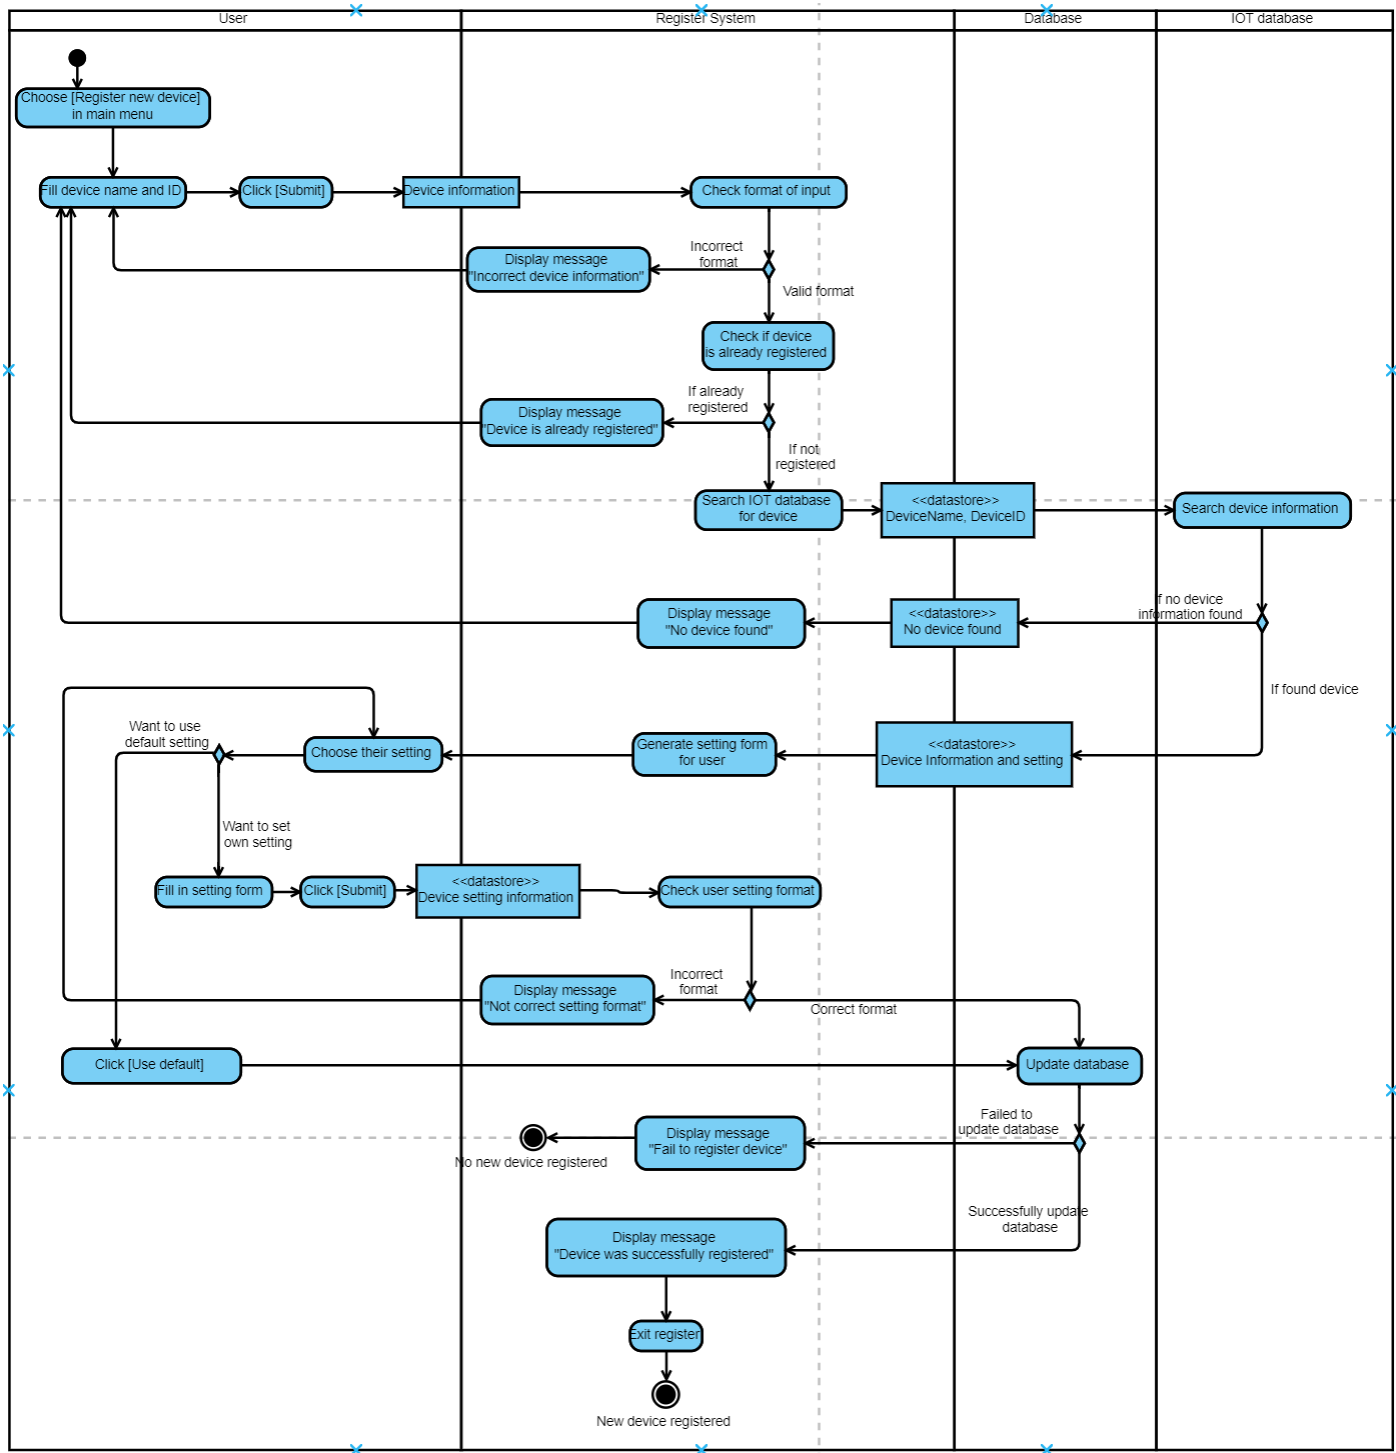 User
Register System
Database
IOT database
Choose [Register new device]
in main menu
Fill device name and ID
Click [Submit]
Device information
Check format of input
Incorrect
format
Display message
"Incorrect device information"
Valid format
Check if device
is already registered
If already
registered
Display message
"Device is already registered"
If not
registered
Search IOT database
for device
<<datastore>>
DeviceName, DeviceID
Search device information
If no device
information found
<<datastore>>
No device found
Display message
"No device found"
If found device
<<datastore>>
Device Information and setting
Generate setting form
for user
Choose their setting
Want to use
default setting
Want to set
own setting
Fill in setting form
Click [Submit]
<<datastore>>
Device setting information
Check user setting format
Incorrect
format
Display message
"Not correct setting format"
Correct format
Click [Use default]
Update database
Failed to
update database
Display message
"Fail to register device"
No new device registered
Successfully update
database
Display message
"Device was successfully registered"
Exit register
New device registered